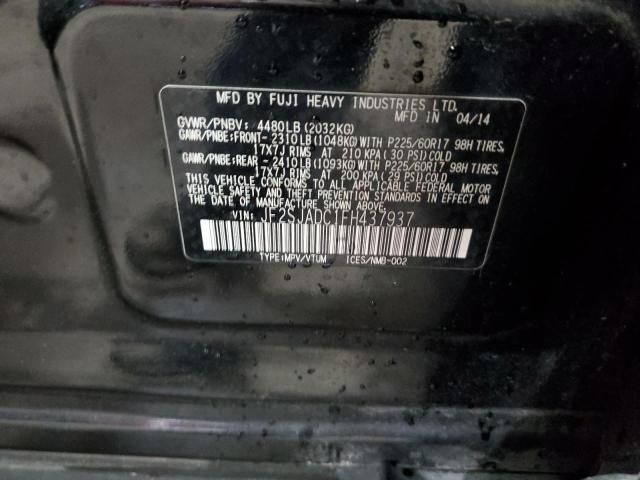 MFD BY FUJI HEAVY INDUSTRIES LTD.
MFD IN 04/14
GVWR/PNBV: 4480LB (2032KG)
GAWR/PNBE:FRONT-2310LB (1048KG) WITH P225/60R17 98H TIRES,
17X7J RIMS AT 210 KPA (30 PSI) COLD
GAWR/PNBE:REAR -2410LB (1093KG) WITH P225/60R17 98H TIRES,
17X7J RIMS AT 200 KPA (29 PSI) COLD
THIS VEHICLE CONFORMS TO ALL APPLICABLE FEDERAL MOTOR
VEHICLE SAFETY, BUMPER, AND THEFT PREVENTION STANDARDS IN EFFECT ON
THE DATE OF MANUFACTURE SHOWN ABOVE.
VIN: JF2SJADC1EH437937
TYPE:MPV/VTUM ICES/NMB-002